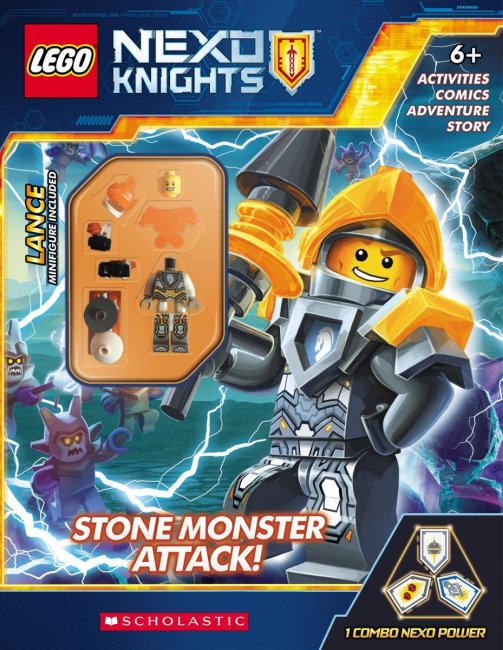 LEGO
NEXO
KNIGHTS
6+
ACTIVITIES
COMICS
ADVENTURE
STORY
LANCE
MINIFIGURE INCLUDED
STONE MONSTER
ATTACK!
SCHOLASTIC
1 COMBO NEXO POWER